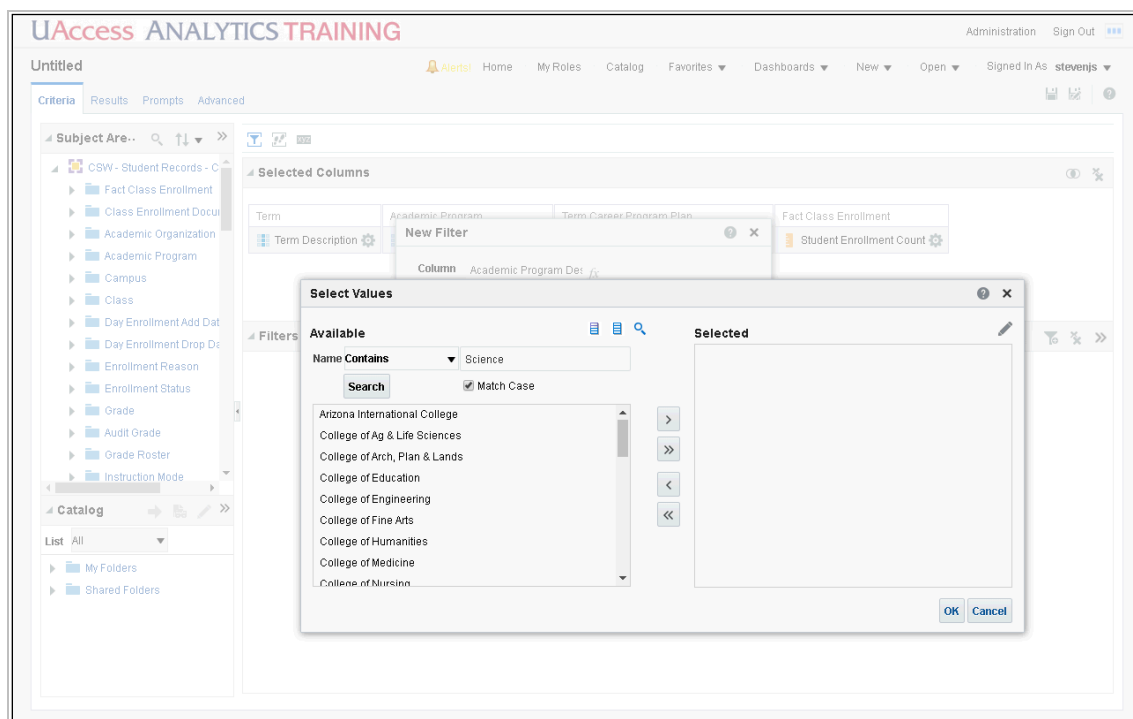 UAccess ANALYTICS TRAINING
Administration Sign Out
Untitled
Alerts! Home My Roles Catalog Favorites Dashboards New Open Signed In As stevenjs
Criteria Results Prompts Advanced
Subject Are..
CSW - Student Records - C
Fact Class Enrollment
Class Enrollment Docu
Academic Organization
Academic Program
Campus
Class
Day Enrollment Add Dat
Day Enrollment Drop Da
Enrollment Reason
Enrollment Status
Grade
Audit Grade
Grade Roster
Instruction Mode
Catalog
List All
My Folders
Shared Folders
Selected Columns
Term Academic Program Term Career Program Plan Fact Class Enrollment
Term Description Student Enrollment Count
Filters
New Filter
Column Academic Program Des fx
Select Values
Available
Name Contains Science
Search Match Case
Arizona International College
College of Ag & Life Sciences
College of Arch, Plan & Lands
College of Education
College of Engineering
College of Fine Arts
College of Humanities
College of Medicine
College of Nursing
Selected
OK Cancel